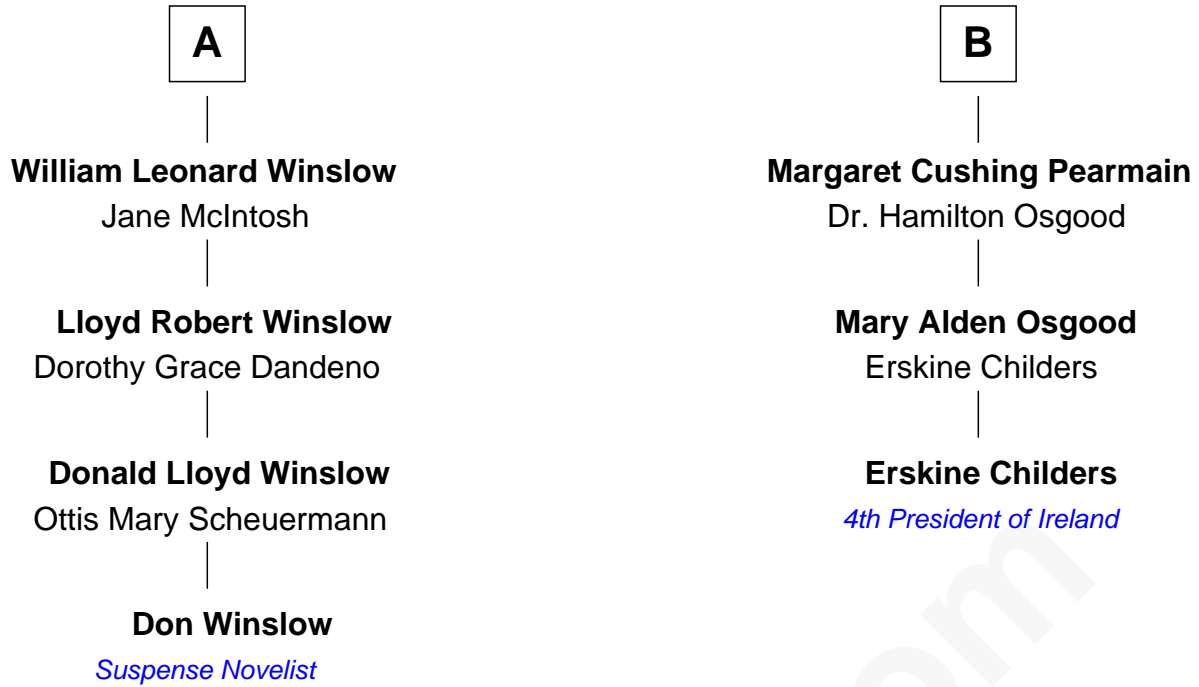 A
William Leonard Winslow
Jane McIntosh
Lloyd Robert Winslow
Dorothy Grace Dandeno
Donald Lloyd Winslow
Ottis Mary Scheuermann
Don Winslow
Suspense Novelist
B
Margaret Cushing Pearmain
Dr. Hamilton Osgood
Mary Alden Osgood
Erskine Childers
Erskine Childers
4th President of Ireland
om